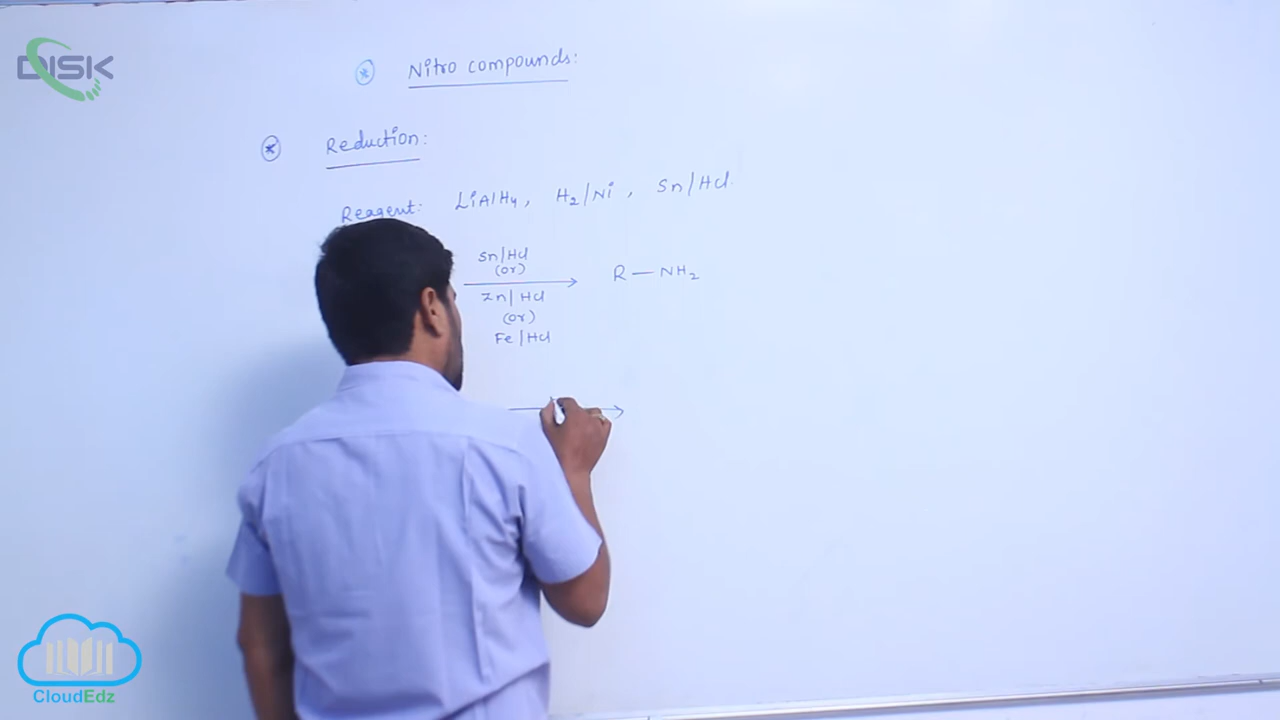 DISK
* Nitro compounds:
* Reduction:
Reagent: LiAlH4, H2/Ni, Sn/HCl.
Sn/HCl
(or)
R — NH2
Zn/HCl
(or)
Fe/HCl
CloudEdz